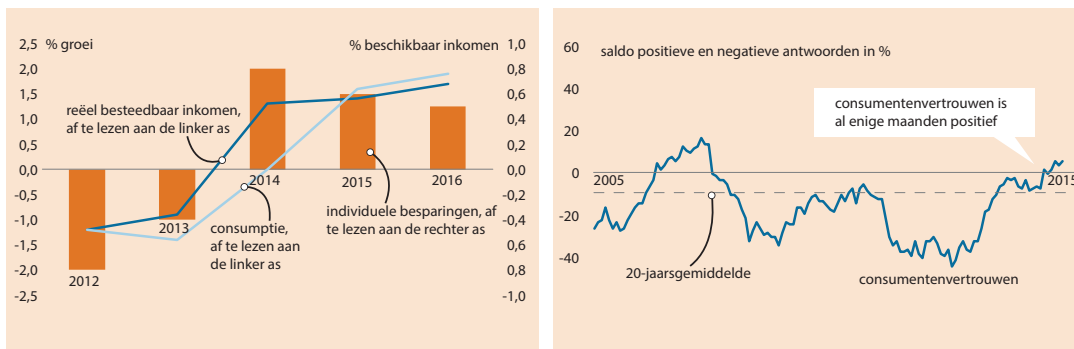 2,5 % groei
% beschikbaar inkomen 1,0
2,0
0,8
1,5
0,6
reëel besteedbaar inkomen,
af te lezen aan de linker as
1,0
0,4
0,5
0,2
0,0
0,0
-0,5
-0,2
2014
2015
2016
-1,0
-0,4
2013
consumptie,
af te lezen aan
de linker as
individuele besparingen, af
te lezen aan de rechter as
-1,5
0,6
-2,0
0,8
2012
-2,5
-1,0
60
saldo positieve en negatieve antwoorden in %
40
consumentenvertrouwen is
al enige maanden positief
20
0
2005
2015
-20
-40
20-jaarsgemiddelde
consumentenvertrouwen